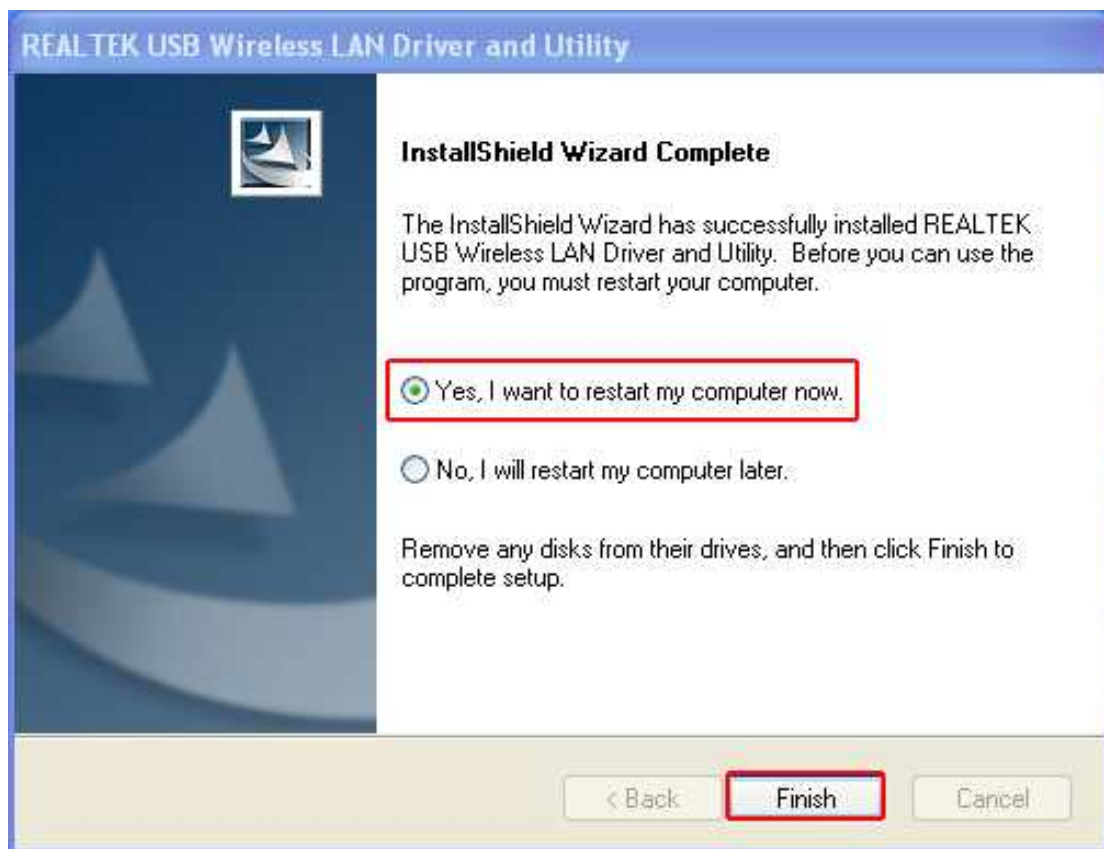 REALTEK USB Wireless LAN Driver and Utility
InstallShield Wizard Complete
The InstallShield Wizard has successfully installed REALTEK
USB Wireless LAN Driver and Utility. Before you can use the
program, you must restart your computer.
Yes, I want to restart my computer now.
No, I will restart my computer later.
Remove any disks from their drives, and then click Finish to
complete setup.
< Back Finish Cancel